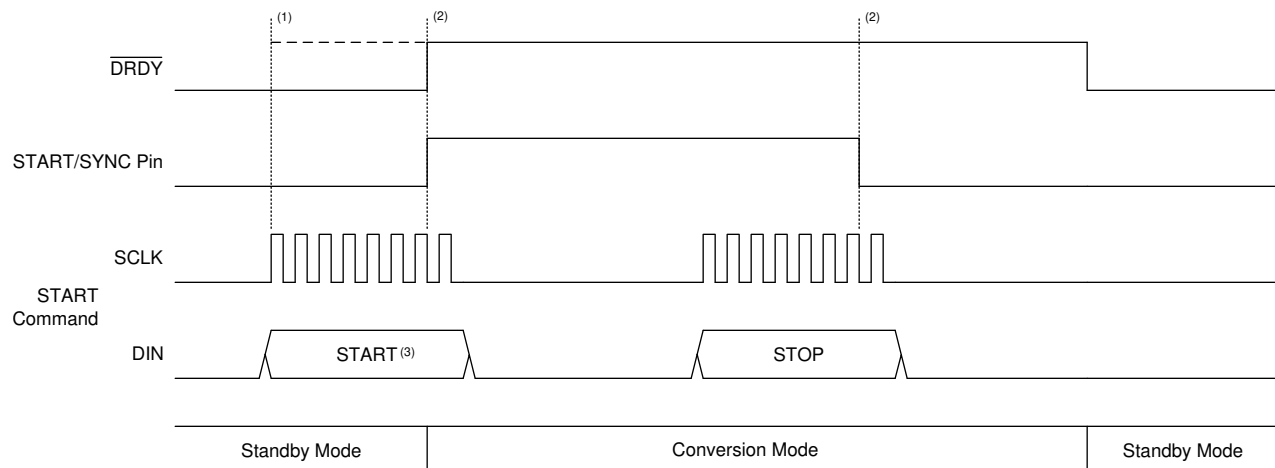 (1) (2) (2)
DRDY
START/SYNC Pin
SCLK
START
Command
DIN START (3) STOP
Standby Mode Conversion Mode Standby Mode